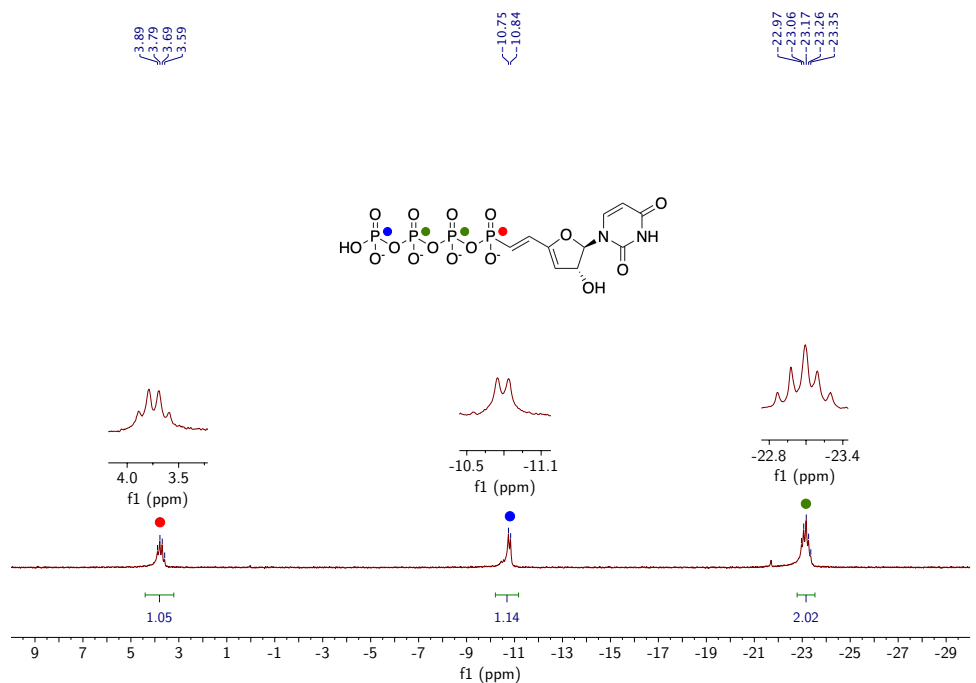 3.89
3.79
3.69
3.59
-10.75
-10.84
-22.97
-23.06
-23.17
-23.26
-23.35
O O O O
HO P O P O P O P O N NH O
O- O- O- O- O
OH
4.0 3.5
f1 (ppm)
-10.5 -11.1
f1 (ppm)
-22.8 -23.4
f1 (ppm)
1.05 1.14 2.02
9 7 5 3 1 -1 -3 -5 -7 -9 -11 -13 -15 -17 -19 -21 -23 -25 -27 -29
f1 (ppm)